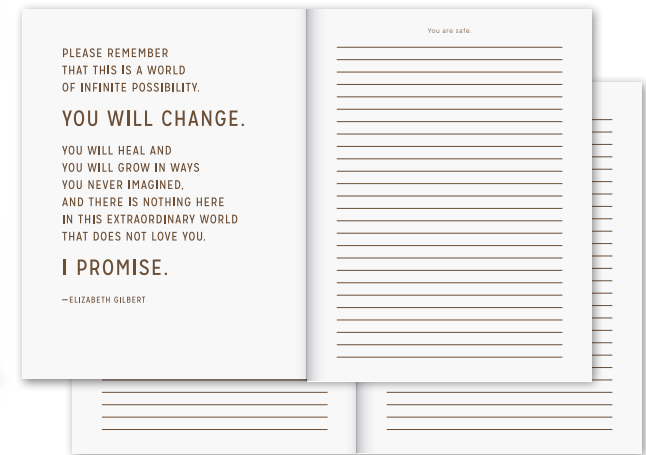 PLEASE REMEMBER
THAT THIS IS A WORLD
OF INFINITE POSSIBILITY.
YOU WILL CHANGE.
YOU WILL HEAL AND
YOU WILL GROW IN WAYS
YOU NEVER IMAGINED,
AND THERE IS NOTHING HERE
IN THIS EXTRAORDINARY WORLD
THAT DOES NOT LOVE YOU.
I PROMISE.
—ELIZABETH GILBERT
You are safe.